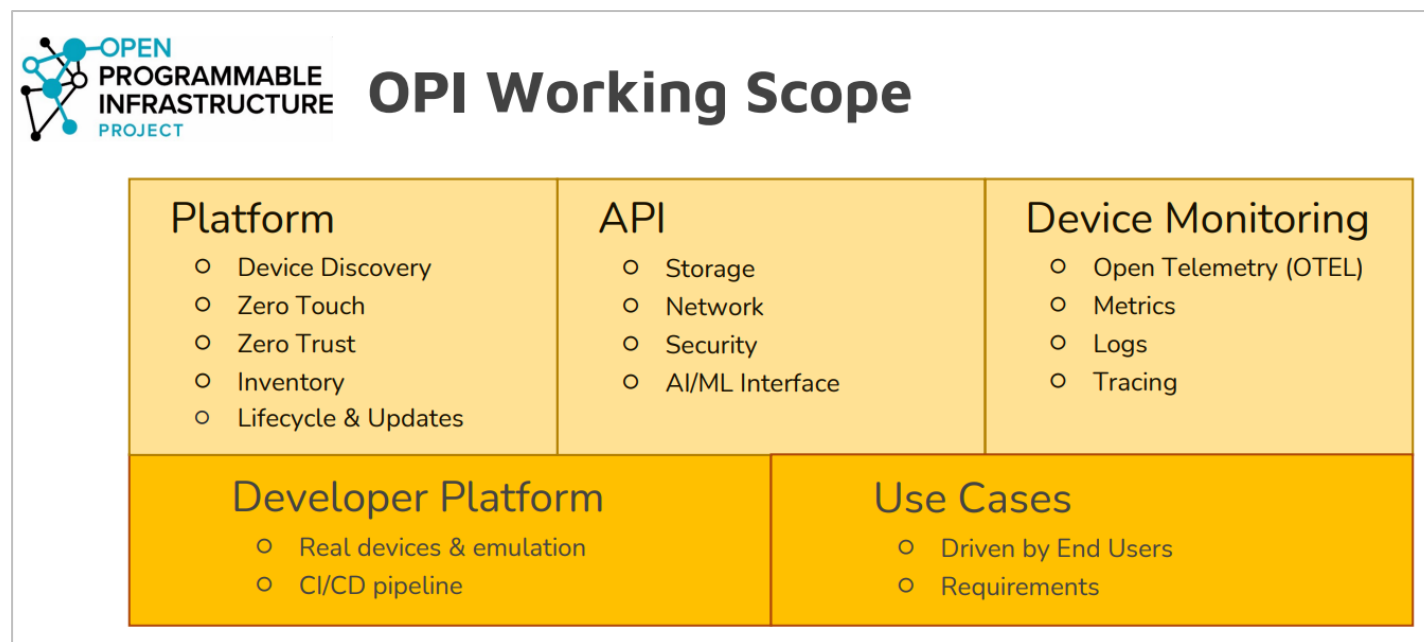 OPEN
PROGRAMMABLE
INFRASTRUCTURE
PROJECT
OPI Working Scope
Platform
Device Discovery
Zero Touch
Zero Trust
Inventory
Lifecycle & Updates
API
Storage
Network
Security
AI/ML Interface
Device Monitoring
Open Telemetry (OTEL)
Metrics
Logs
Tracing
Developer Platform
Real devices & emulation
CI/CD pipeline
Use Cases
Driven by End Users
Requirements